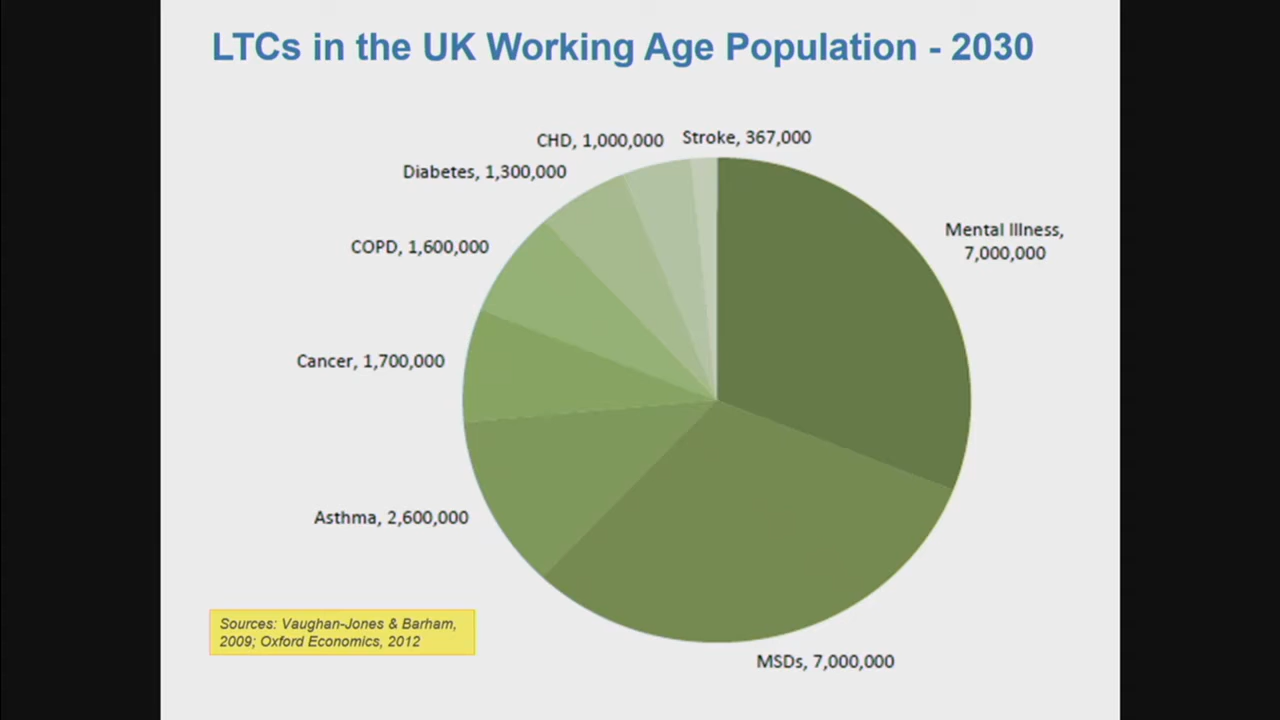 LTCs in the UK Working Age Population - 2030
CHD, 1,000,000
Stroke, 367,000
Diabetes, 1,300,000
Mental Illness,
7,000,000
COPD, 1,600,000
Cancer, 1,700,000
Asthma, 2,600,000
Sources: Vaughan-Jones & Barham,
2009; Oxford Economics, 2012
MSDs, 7,000,000